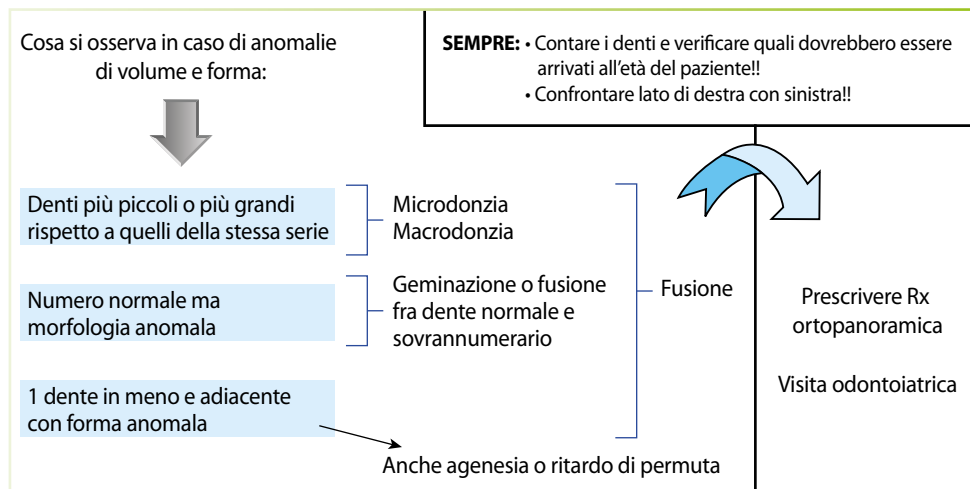 Cosa si osserva in caso di anomalie
di volume e forma:
SEMPRE: • Contare i denti e verificare quali dovrebbero essere
arrivati all'età del paziente!!
• Confrontare lato di destra con sinistra!!
Denti più piccoli o più grandi
rispetto a quelli della stessa serie
Microdonzia
Macrodonzia
Numero normale ma
morfologia anomala
Geminazione o fusione
fra dente normale e
sovrannumerario
Fusione
1 dente in meno e adiacente
con forma anomala
Anche agenesia o ritardo di permuta
Prescrivere Rx
ortopanoramica
Visita odontoiatrica